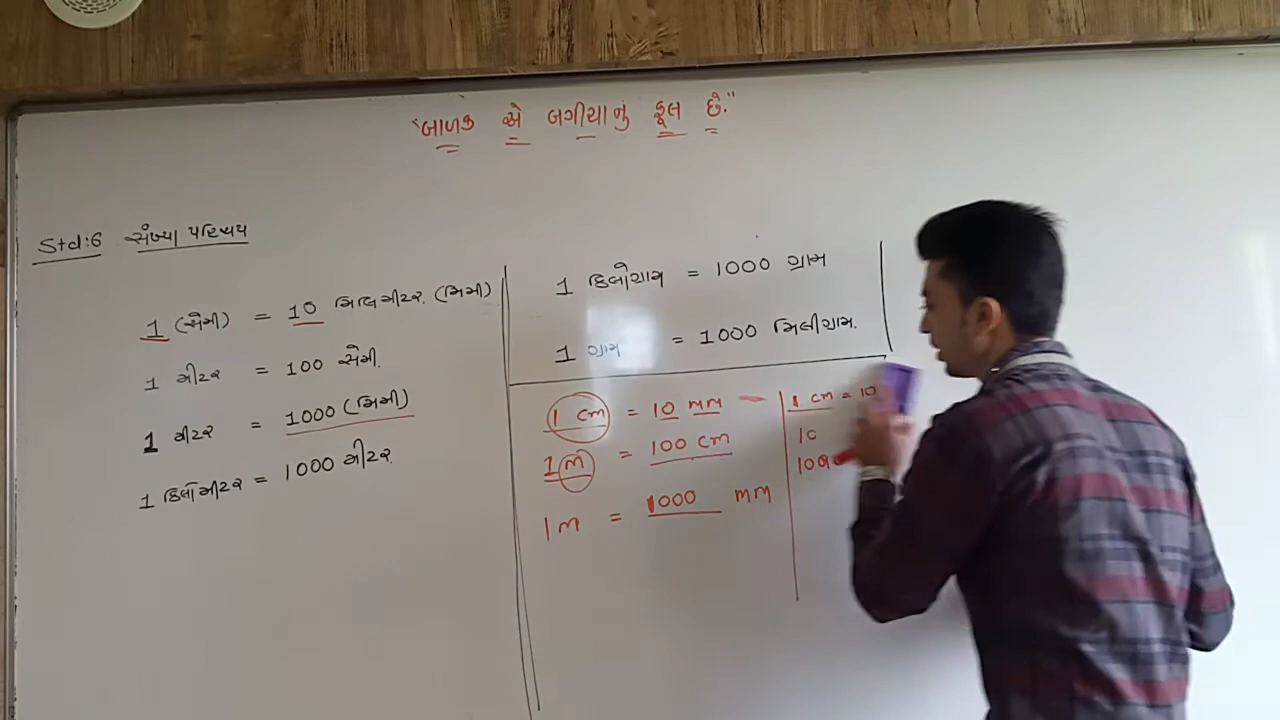 "બાળક એ બગીચાનું ફૂલ છે."
Std:6 સંખ્યા પરિચય
1 (સેમી) = 10 મિલિમીટર. (મિમી)
1 મીટર = 100 સેમી.
1 મીટર = 1000 (મિમી)
1 કિલોમીટર = 1000 મીટર.
1 કિલોગ્રામ = 1000 ગ્રામ
1 ગ્રામ = 1000 મિલીગ્રામ.
1 cm = 10 mm
1 m = 100 cm
1m = 1000 mm
1 cm = 10
10
100